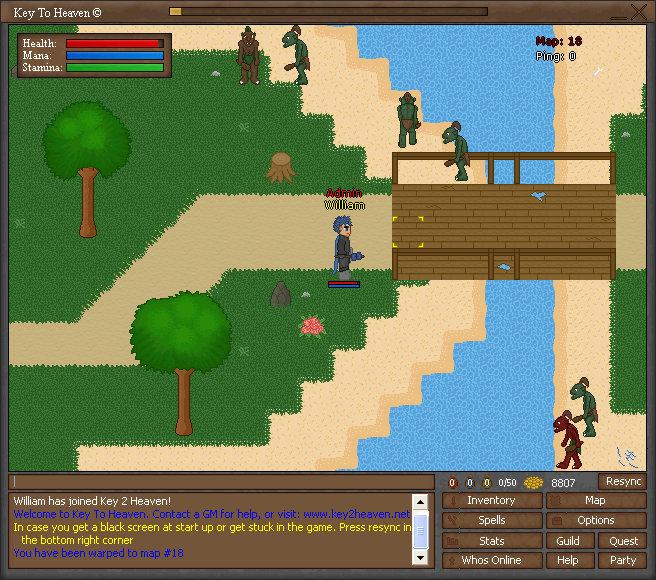 Key To Heaven ©
Health:
Mana:
Stamina:
Map: 18
Ping: 0
Admin
William
0 0 0 0/50 8807 Resync
William has joined Key 2 Heaven!
Welcome to Key To Heaven. Contact a GM for help, or visit: www.key2heaven.net
In case you get a black screen at start up or get stuck in the game. Press resync in
the bottom right corner
You have been warped to map #18
Inventory Map
Spells Options
Stats Guild Quest
Whos Online Help Party